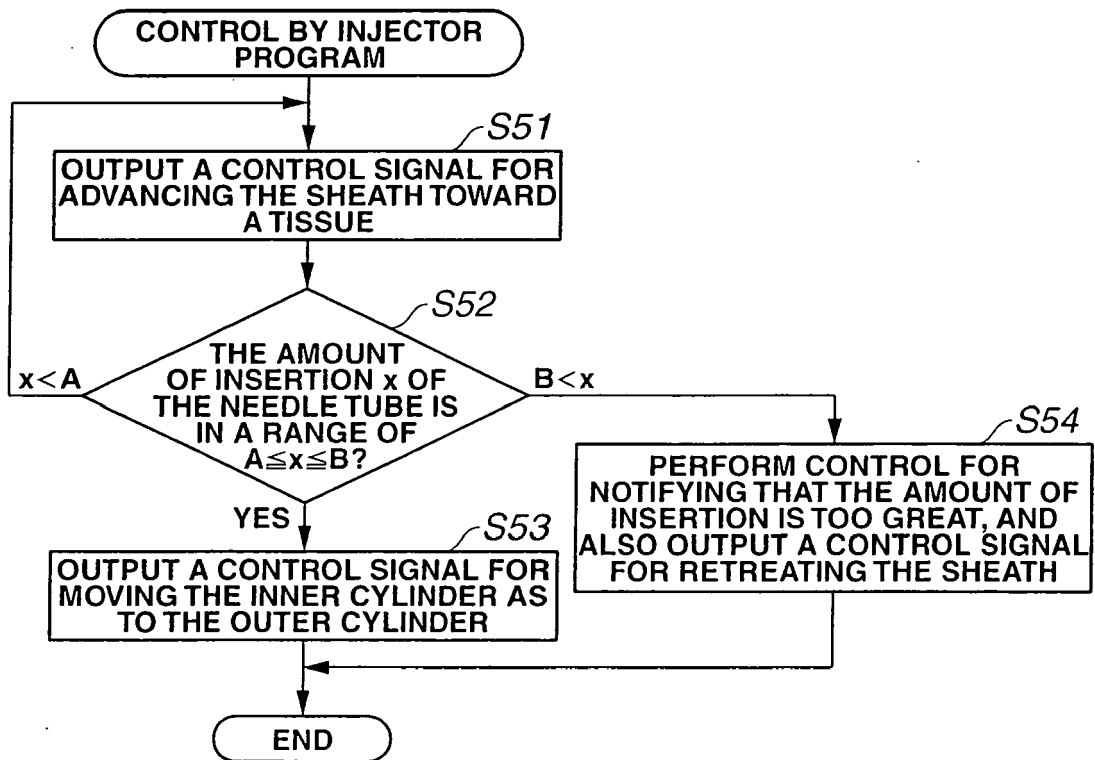 CONTROL BY INJECTOR
PROGRAM
S51
OUTPUT A CONTROL SIGNAL FOR
ADVANCING THE SHEATH TOWARD
A TISSUE
S52
THE AMOUNT
OF INSERTION x OF
THE NEEDLE TUBE IS
IN A RANGE OF
A≦x≦B?
x<A
B<x
YES
S53
OUTPUT A CONTROL SIGNAL FOR
MOVING THE INNER CYLINDER AS
TO THE OUTER CYLINDER
S54
PERFORM CONTROL FOR
NOTIFYING THAT THE AMOUNT OF
INSERTION IS TOO GREAT, AND
ALSO OUTPUT A CONTROL SIGNAL
FOR RETREATING THE SHEATH
END